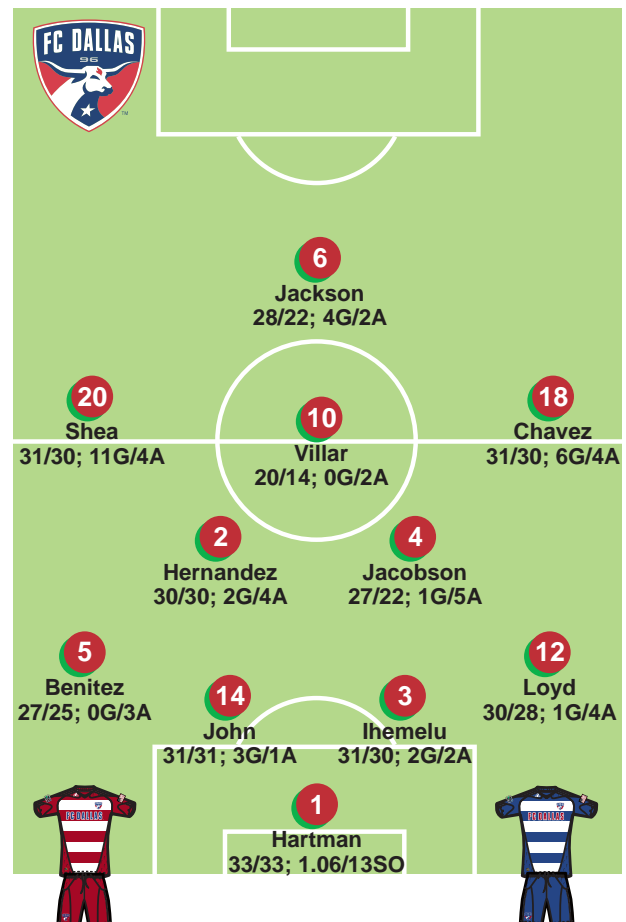 FC DALLAS
96
TM
6
Jackson
28/22; 4G/2A
20
Shea
31/30; 11G/4A
10
Villar
20/14; 0G/2A
18
Chavez
31/30; 6G/4A
2
Hernandez
30/30; 2G/4A
4
Jacobson
27/22; 1G/5A
5
Benitez
27/25; 0G/3A
14
John
31/31; 3G/1A
3
Ihemelu
31/30; 2G/2A
12
Loyd
30/28; 1G/4A
1
Hartman
33/33; 1.06/13SO
FC DALLAS
FC DALLAS